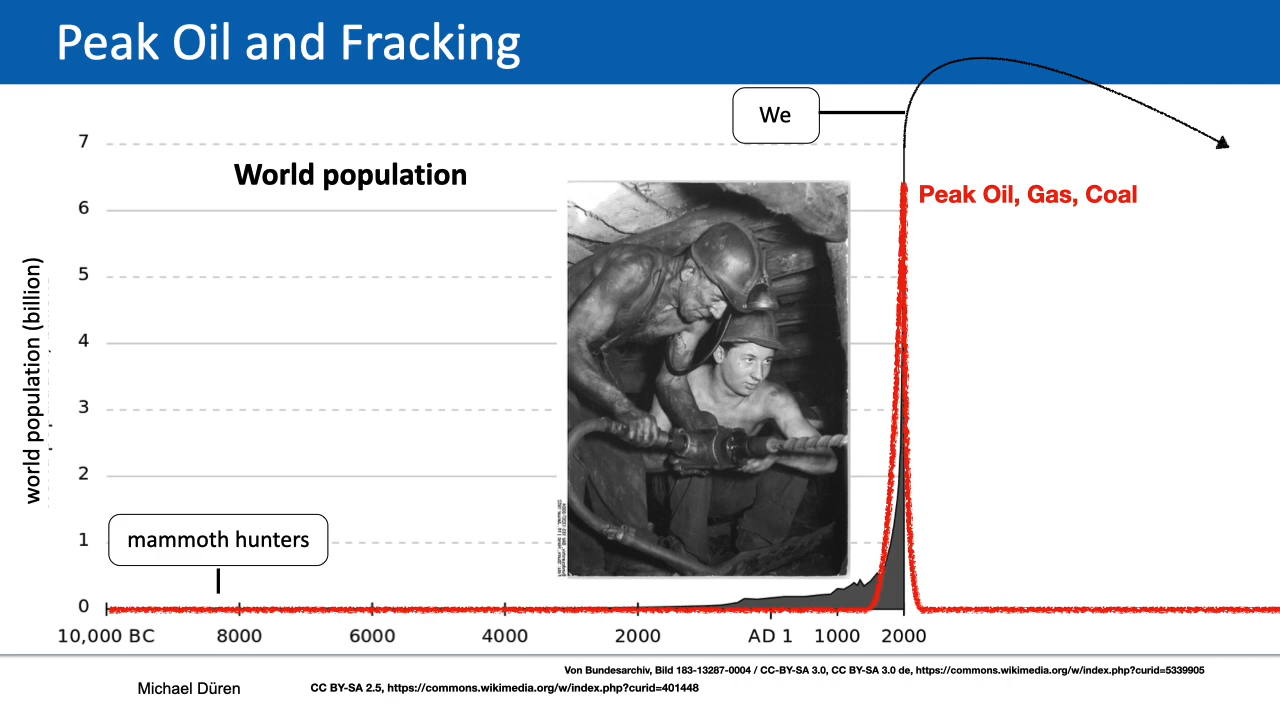 Peak Oil and Fracking
We
7
World population
6
Peak Oil, Gas, Coal
5
world population (billion)
4
3
2
mammoth hunters
1
0
10,000 BC 8000 6000 4000 2000 AD 1 1000 2000
Von Bundesarchiv, Bild 183-13287-0004 / CC-BY-SA 3.0, CC BY-SA 3.0 de, https://commons.wikimedia.org/w/index.php?curid=5339905
Michael Düren
CC BY-SA 2.5, https://commons.wikimedia.org/w/index.php?curid=401448